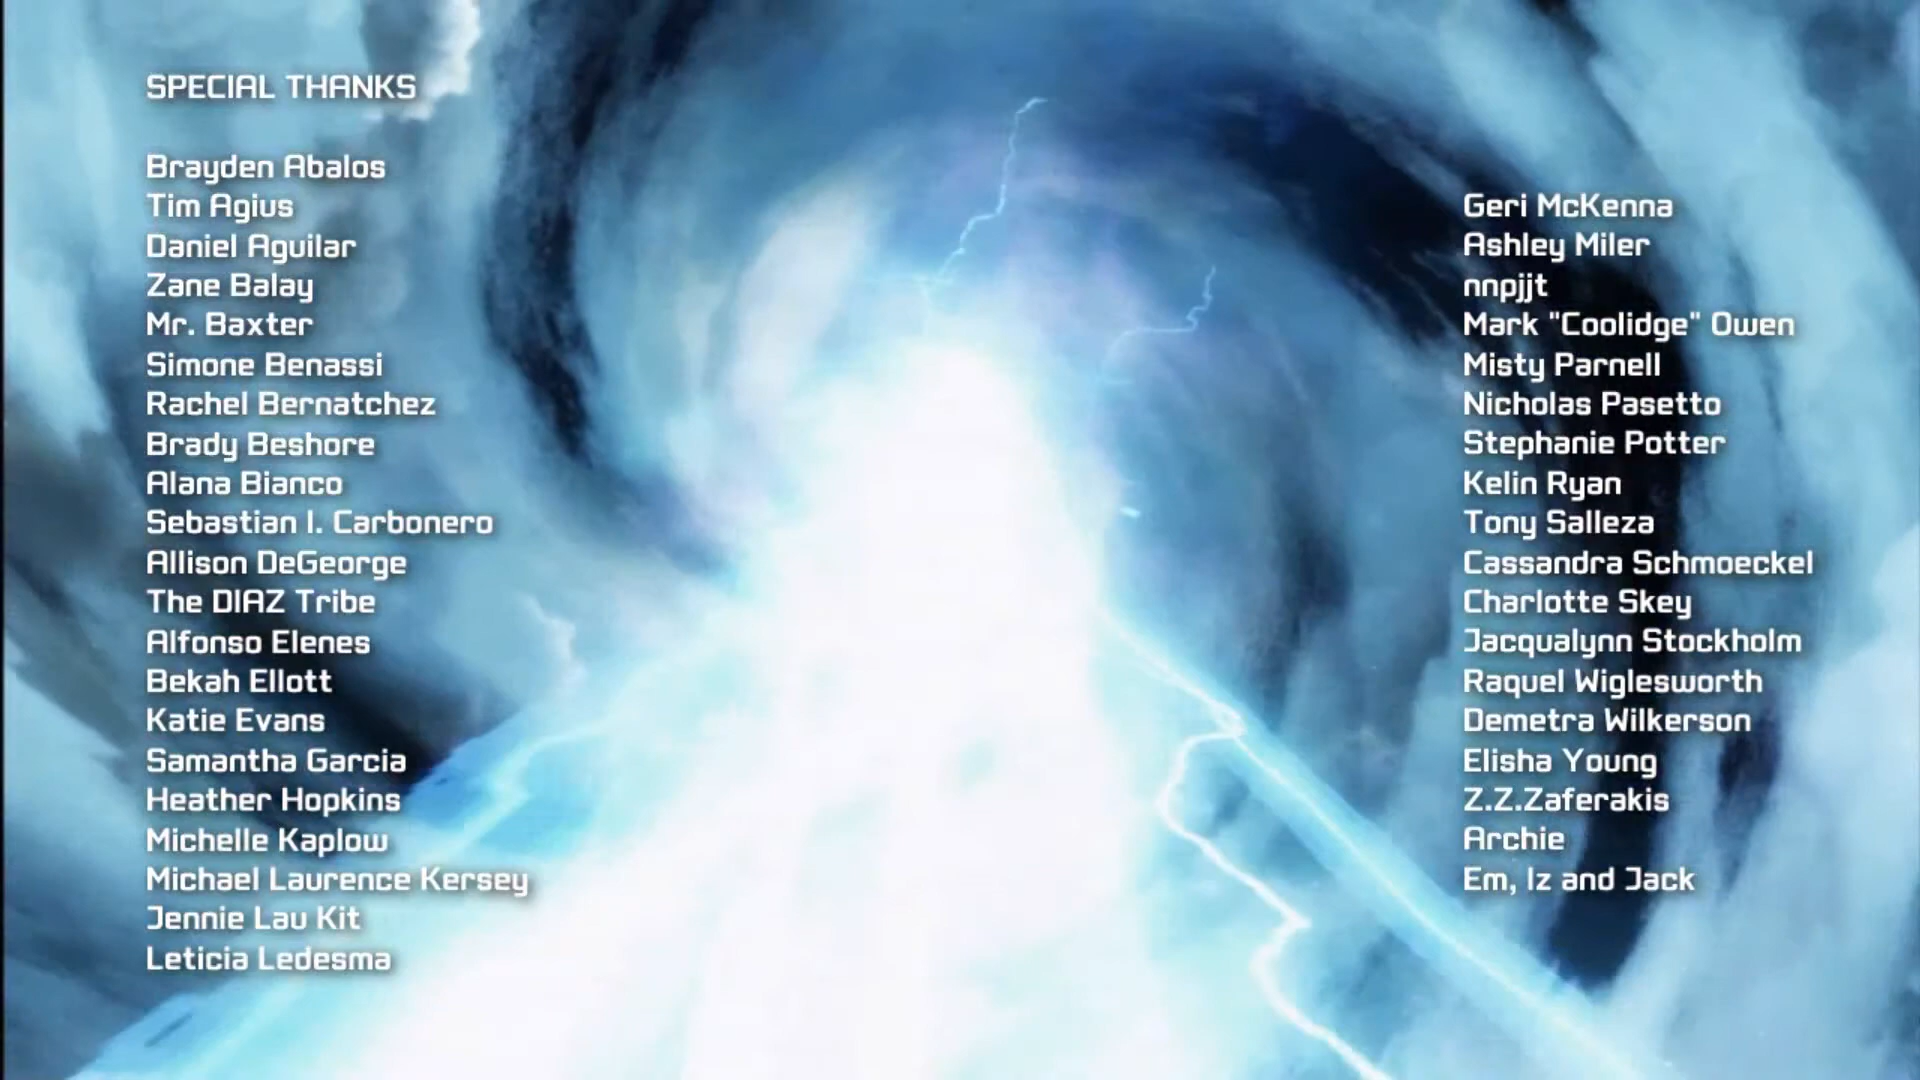 SPECIAL THANKS
Brayden Abalos
Tim Agius
Daniel Aguilar
Zane Balay
Mr. Baxter
Simone Benassi
Rachel Bernatchez
Brady Beshore
Alana Bianco
Sebastian I. Carbonero
Allison DeGeorge
The DIAZ Tribe
Alfonso Elenes
Bekah Ellott
Katie Evans
Samantha Garcia
Heather Hopkins
Michelle Kaplow
Michael Laurence Kersey
Jennie Lau Kit
Leticia Ledesma
Geri McKenna
Ashley Miler
nnpjjt
Mark "Coolidge" Owen
Misty Parnell
Nicholas Pasetto
Stephanie Potter
Kelin Ryan
Tony Salleza
Cassandra Schmoeckel
Charlotte Skey
Jacqualynn Stockholm
Raquel Wiglesworth
Demetra Wilkerson
Elisha Young
Z.Z.Zaferakis
Archie
Em, Iz and Jack